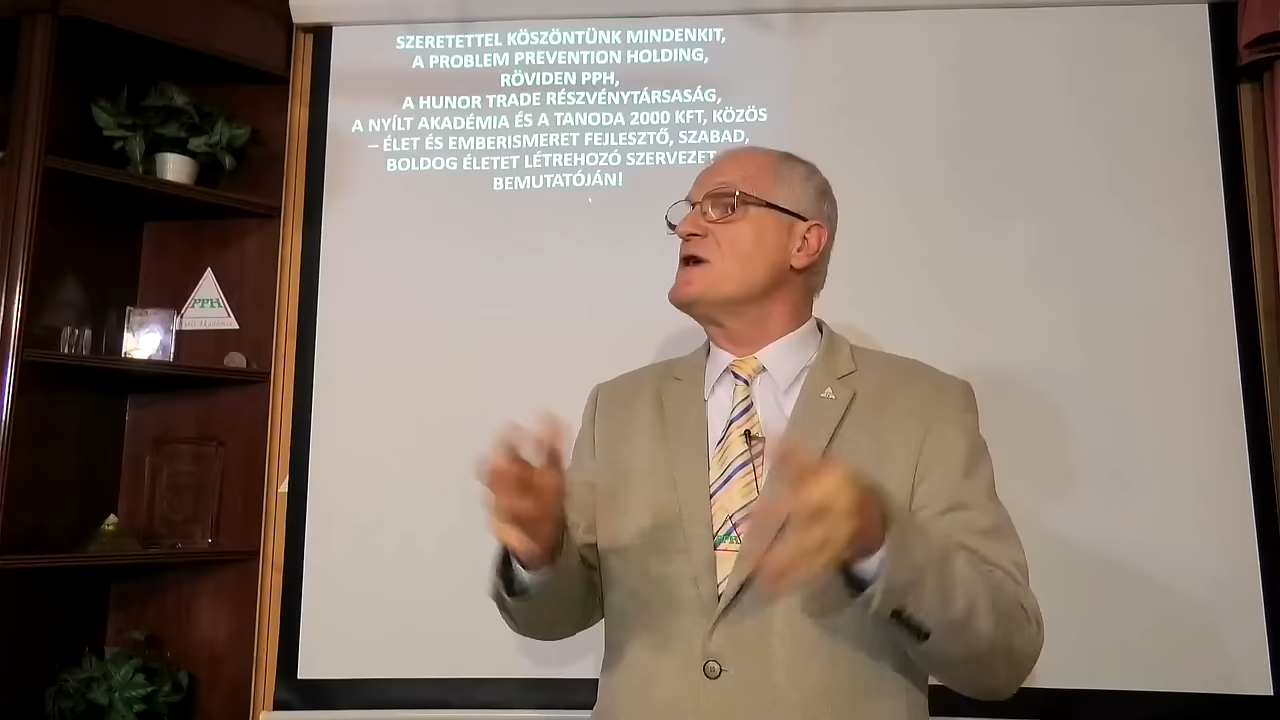 SZERETETTEL KÖSZÖNTÜNK MINDENKIT,
A PROBLEM PREVENTION HOLDING,
RÖVIDEN PPH,
A HUNOR TRADE RÉSZVÉNYTÁRSASÁG,
A NYÍLT AKADÉMIA ÉS A TANODA 2000 KFT, KÖZÖS
– ÉLET ÉS EMBERISMERET FEJLESZTŐ, SZABAD,
BOLDOG ÉLETET LÉTREHOZÓ SZERVEZET
BEMUTATÓJÁN!
PPH
PPH